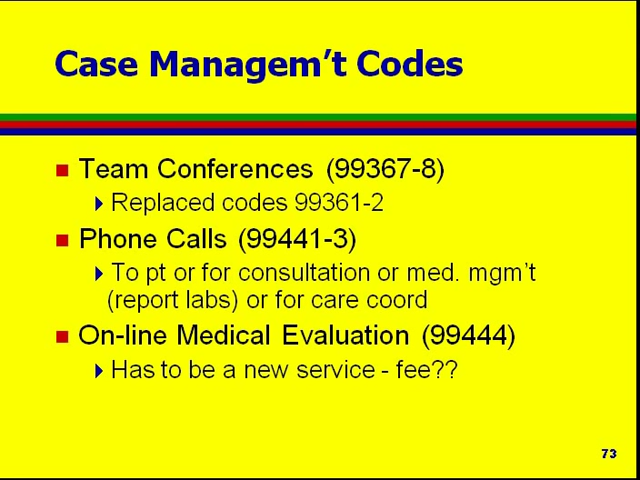 Case Managem’t Codes
Team Conferences (99367-8)
Replaced codes 99361-2
Phone Calls (99441-3)
To pt or for consultation or med. mgm’t
(report labs) or for care coord
On-line Medical Evaluation (99444)
Has to be a new service - fee??
73